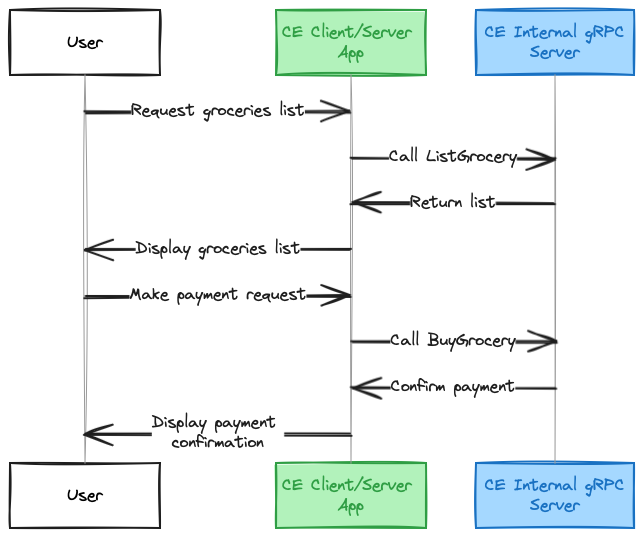 User
CE Client/Server
App
CE Internal gRPC
Server
Request groceries list
Call ListGrocery
Return list
Display groceries list
Make payment request
Call BuyGrocery
Confirm payment
Display payment
confirmation
User
CE Client/Server
App
CE Internal gRPC
Server